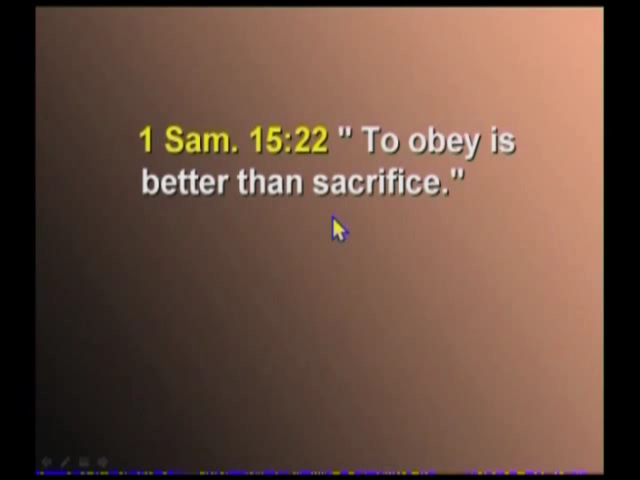 1 Sam. 15:22 " To obey is
better than sacrifice."